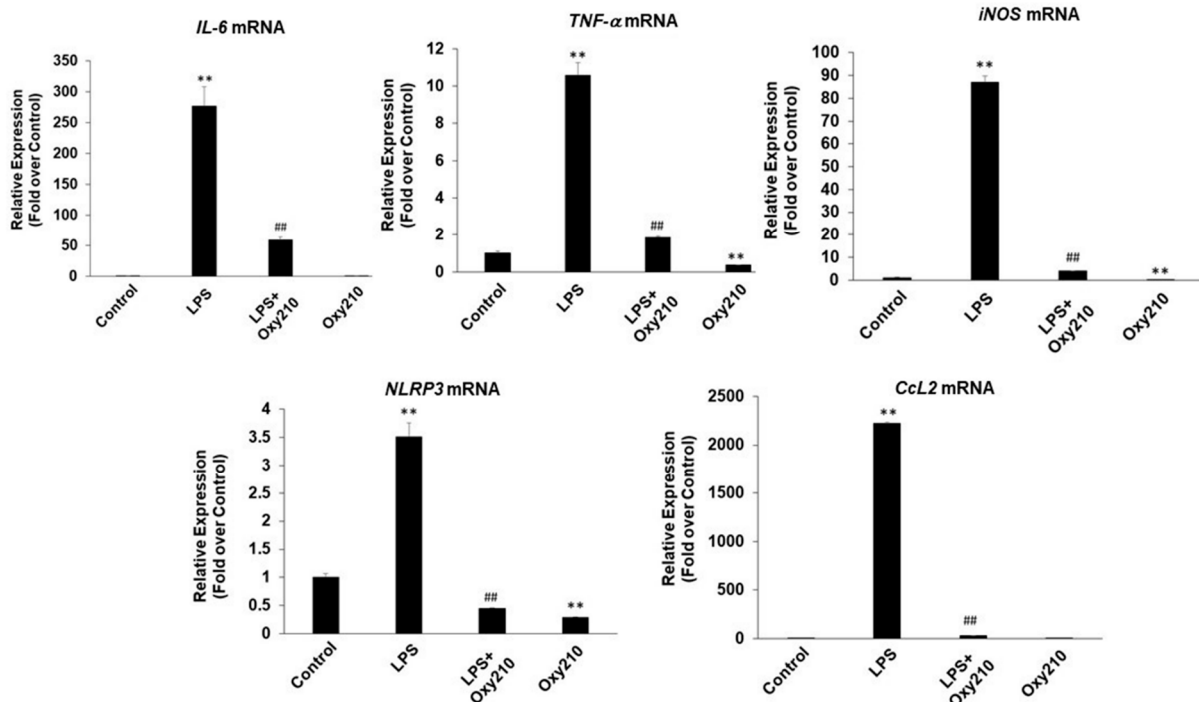 IL-6 mRNA
Relative Expression
(Fold over Control)
350
300
250
200
150
100
50
0
**
##
Control
LPS
LPS+
Oxy210
Oxy210
TNF-α mRNA
Relative Expression
(Fold over Control)
12
10
8
6
4
2
0
**
##
**
Control
LPS
LPS+
Oxy210
Oxy210
iNOS mRNA
Relative Expression
(Fold over Control)
100
90
80
70
60
50
40
30
20
10
0
**
##
**
Control
LPS
LPS+
Oxy210
Oxy210
NLRP3 mRNA
Relative Expression
(Fold over Control)
4
3.5
3
2.5
2
1.5
1
0.5
0
**
##
**
Control
LPS
LPS+
Oxy210
Oxy210
CcL2 mRNA
Relative Expression
(Fold over Control)
2500
2000
1500
1000
500
0
**
##
Control
LPS
LPS+
Oxy210
Oxy210